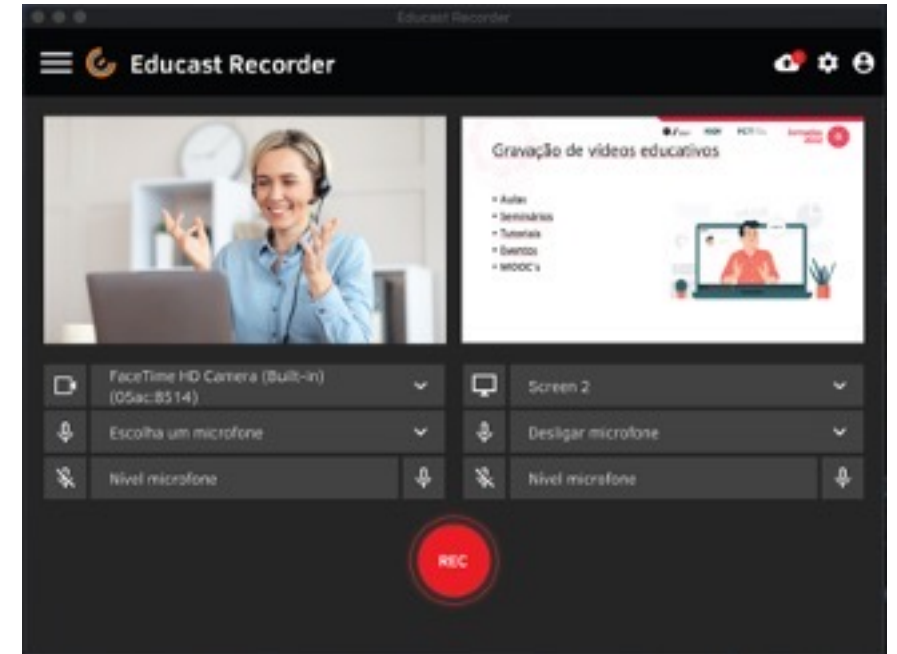 Educast Recorder
Educast Recorder
Gravação de vídeos educativos
• Aulas
• Seminários
• Tutoriais
• Eventos
• MOOC's
FaceTime HD Camera (Built-in)
(05ac:8514)
Screen 2
Escolha um microfone
Desligar microfone
Nível microfone
Nível microfone
REC